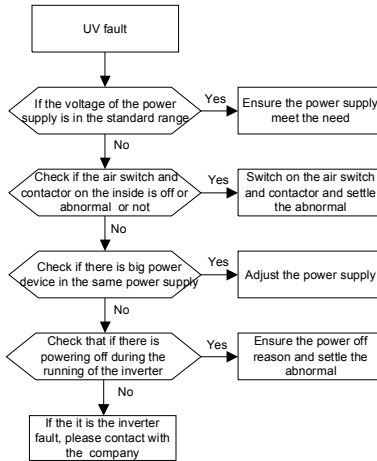 UV fault
If the voltage of the power
supply is in the standard range
Yes
Ensure the power supply
meet the need
No
Check if the air switch and
contactor on the inside is off or
abnormal or not
Yes
Switch on the air switch
and contactor and settle
the abnormal
No
Check if there is big power
device in the same power supply
Yes
Adjust the power supply
No
Check that if there is
powering off during the
running of the inverter
Yes
Ensure the power off
reason and settle the
abnormal
No
If the it is the inverter
fault, please contact with
the company